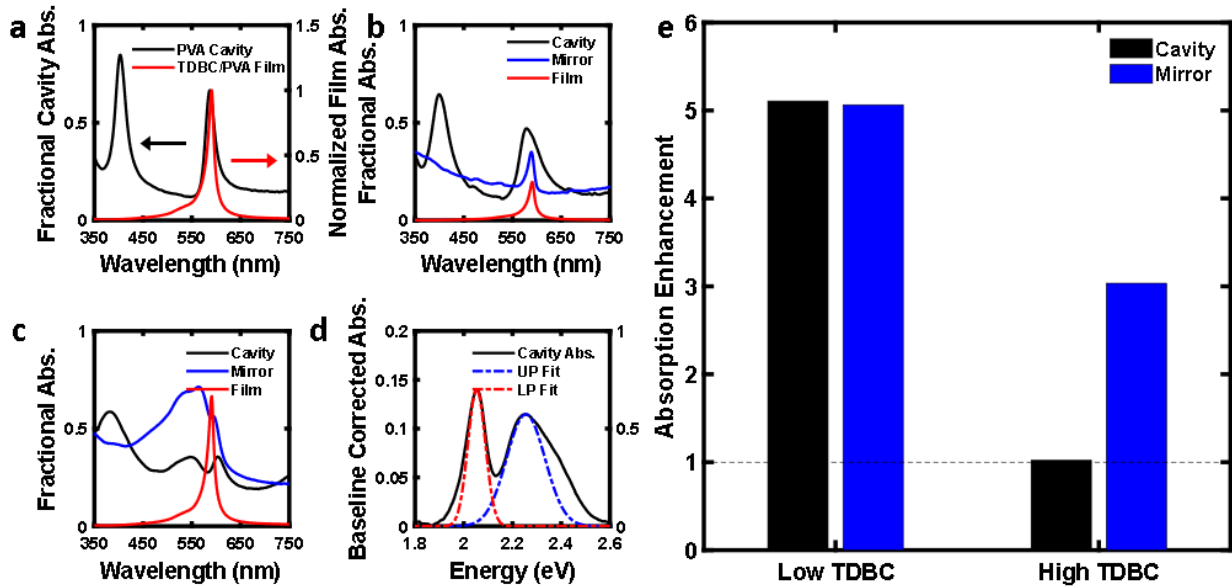 a
Fractional Cavity Abs.
1
0.5
0
PVA Cavity
TDBC/PVA Film
1.5
1
0.5
0
Normalized Film Abs.
350 450 550 650 750
Wavelength (nm)
b
Fractional Abs.
1
0.5
0
Cavity
Mirror
Film
350 450 550 650 750
Wavelength (nm)
c
Fractional Abs.
1
0.5
0
Cavity
Mirror
Film
350 450 550 650 750
Wavelength (nm)
d
Baseline Corrected Abs.
0.2
0.15
0.1
0.05
0
Cavity Abs.
UP Fit
LP Fit
1
0.5
0
1.8 2 2.2 2.4 2.6
Energy (eV)
e
Absorption Enhancement
6
5
4
3
2
1
0
Cavity
Mirror
Low TDBC High TDBC